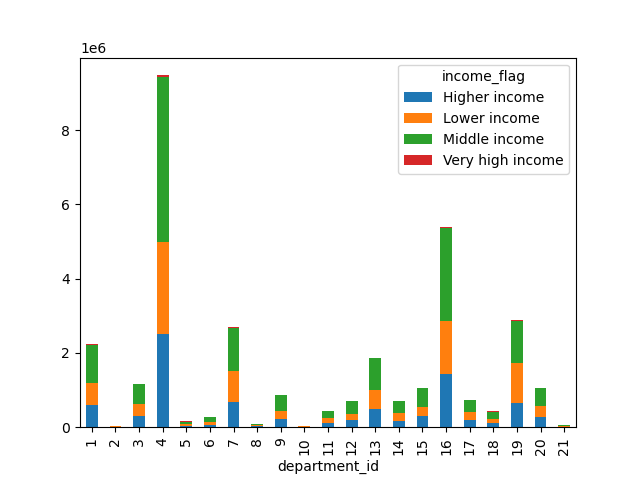 1e6
income_flag
Higher income
Lower income
Middle income
Very high income
8
6
4
2
0
1 2 3 4 5 6 7 8 9 10 11 12 13 14 15 16 17 18 19 20 21
department_id